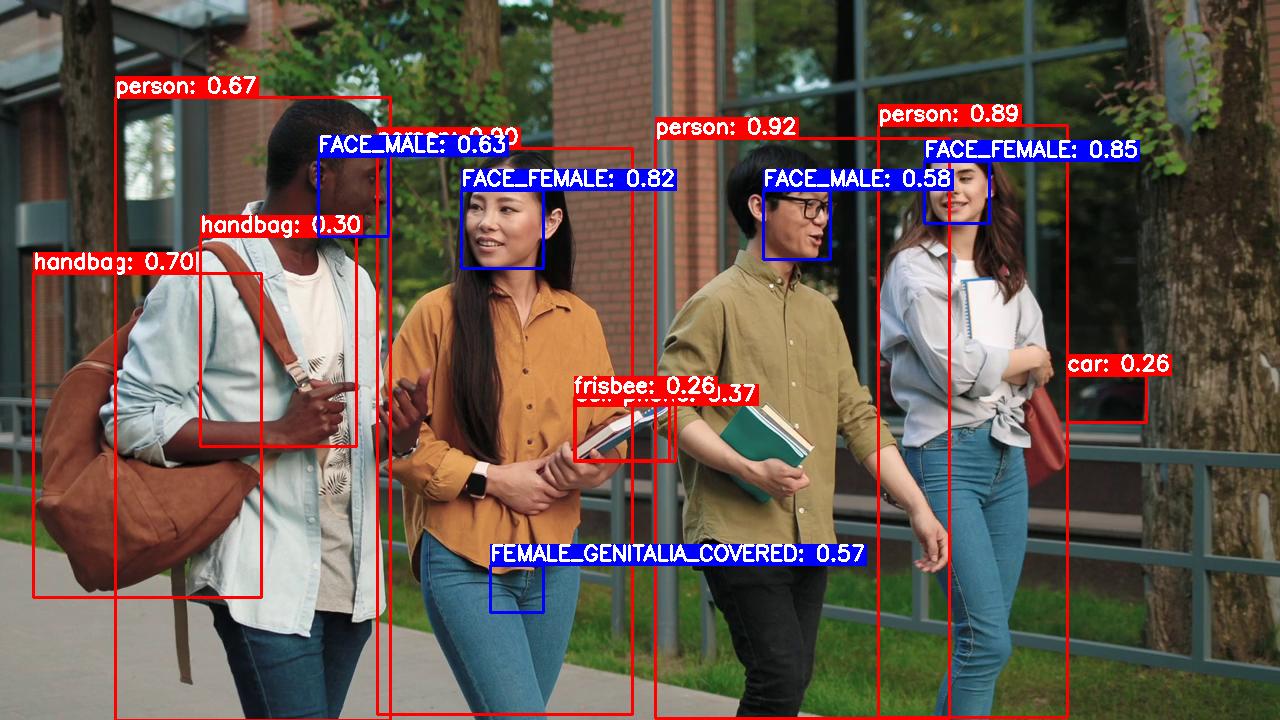 person: 0.67
person: 0.89
person: 0.92
FACE_MALE: 0.63
FACE_FEMALE: 0.85
FACE_FEMALE: 0.82
FACE_MALE: 0.58
handbag: 0.30
handbag: 0.70
car: 0.26
frisbee: 0.26
0.37
FEMALE_GENITALIA_COVERED: 0.57